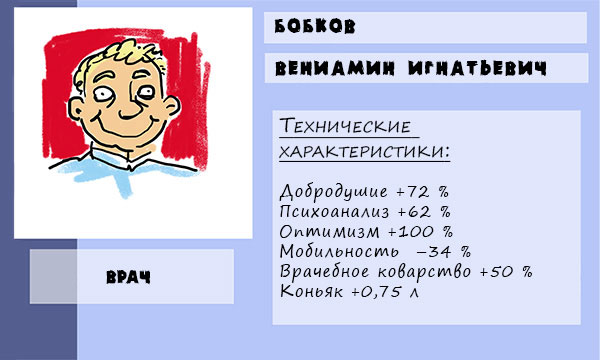 БОБКОВ
ВЕНИАМИН ИГНАТЬЕВИЧ
Технические
характеристики:
Добродушие +72 %
Психоанализ +62 %
Оптимизм +100 %
Мобильность –34 %
Врачебное коварство +50 %
Коньяк +0,75 л
ВРАЧ